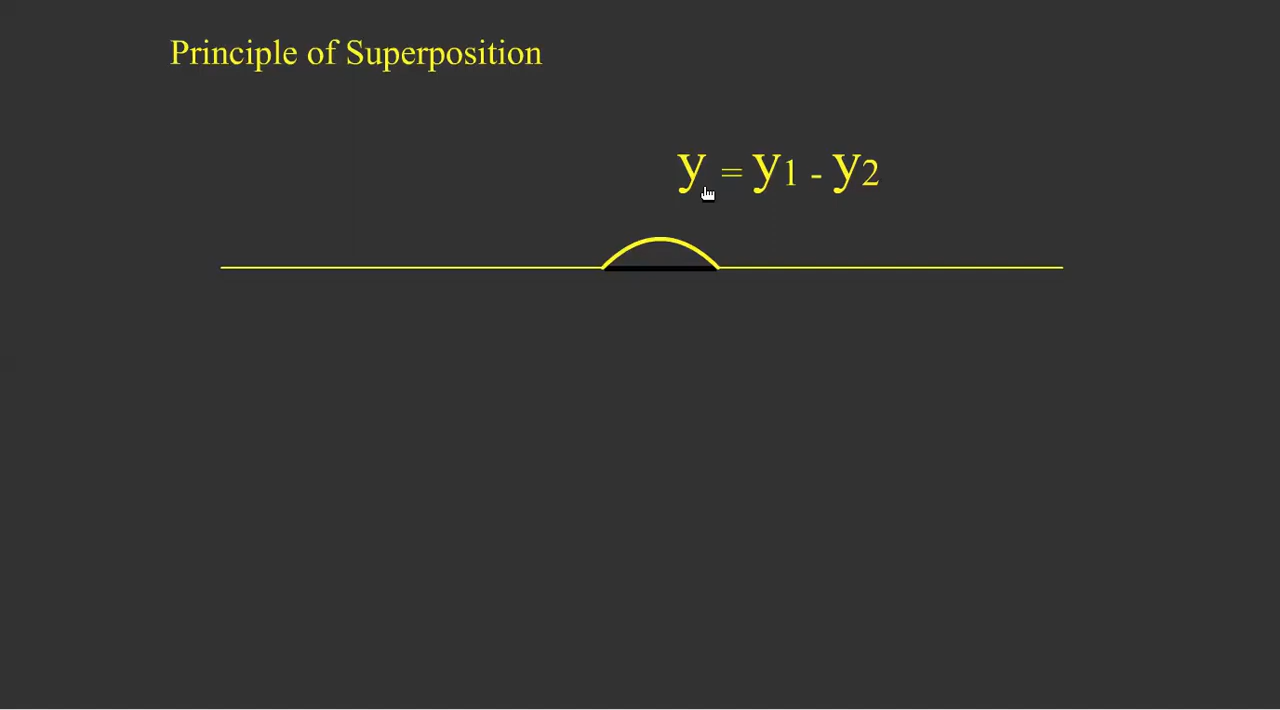 Principle of Superposition
y = y1 - y2